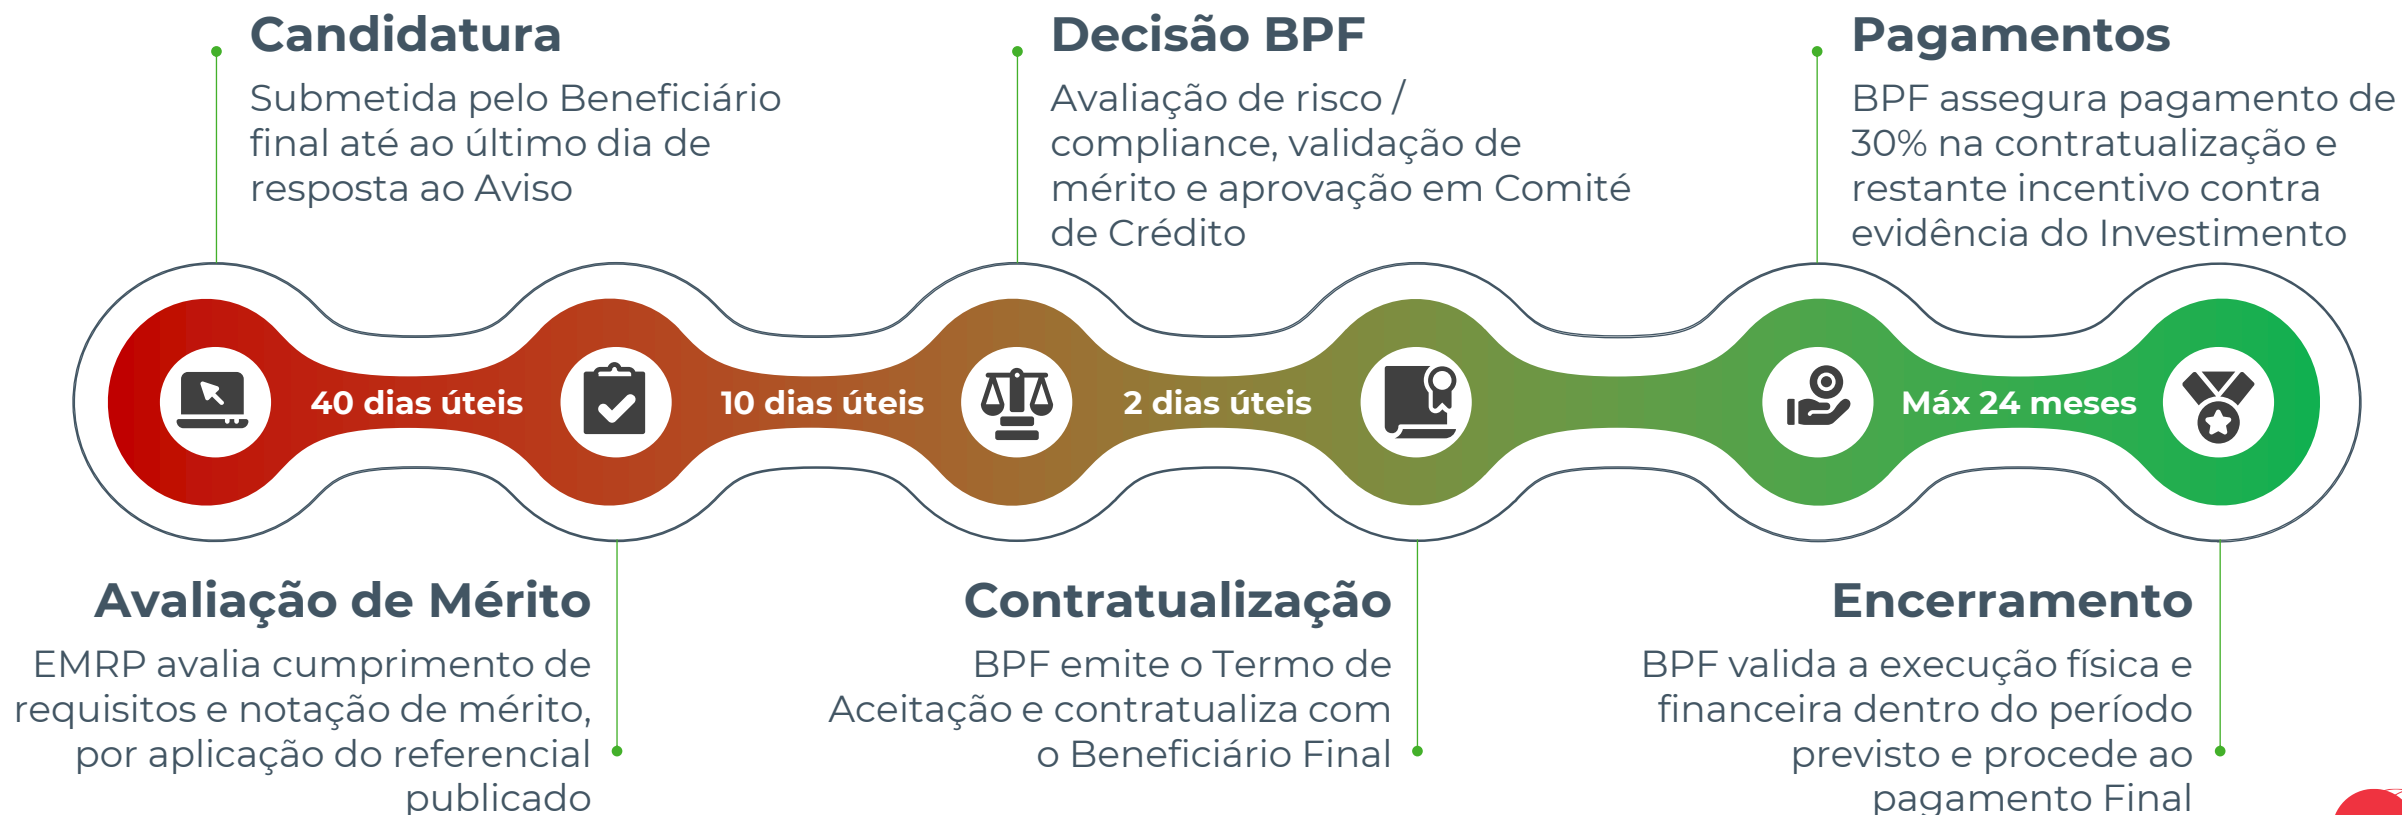 Candidatura
Submetida pelo Beneficiário
final até ao último dia de
resposta ao Aviso
Decisão BPF
Avaliação de risco /
compliance, validação de
mérito e aprovação em Comité
de Crédito
Pagamentos
BPF assegura pagamento de
30% na contratualização e
restante incentivo contra
evidência do Investimento
40 dias úteis
10 dias úteis
2 dias úteis
Máx 24 meses
Avaliação de Mérito
EMRP avalia cumprimento de
requisitos e notação de mérito,
por aplicação do referencial
publicado
Contratualização
BPF emite o Termo de
Aceitação e contratualiza com
o Beneficiário Final
Encerramento
BPF valida a execução física e
financeira dentro do período
previsto e procede ao
pagamento Final